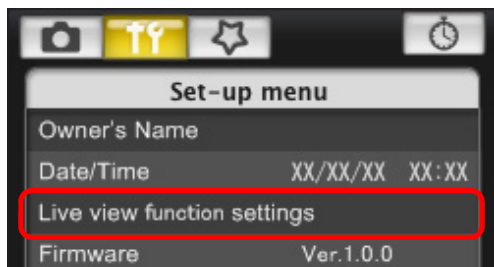 Set-up menu
Owner's Name
Date/Time XX/XX/XX XX:XX
Live view function settings
Firmware Ver.1.0.0